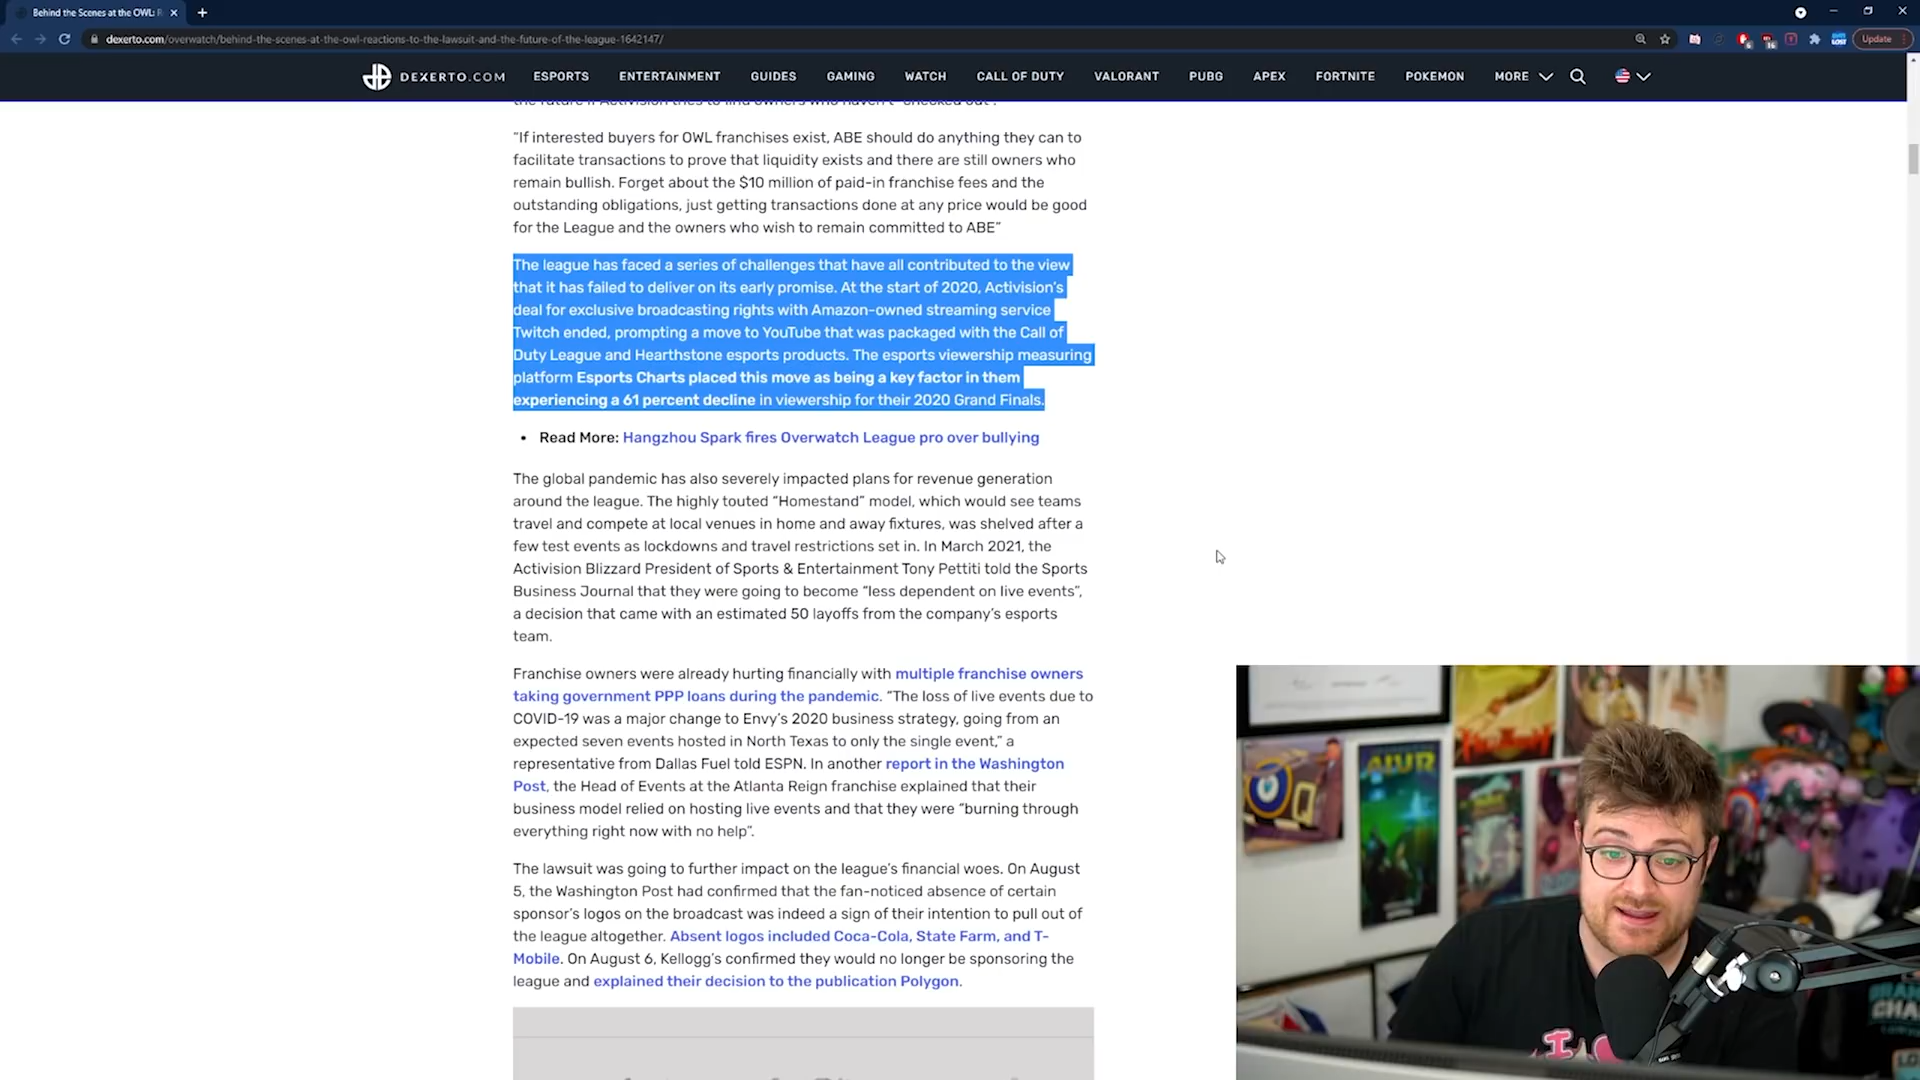 Behind the Scenes at the OWL: R
dexerto.com/overwatch/behind-the-scenes-at-the-owl-reactions-to-the-lawsuit-and-the-future-of-the-league-1642147/
Update
DEXERTO.COM
ESPORTS ENTERTAINMENT GUIDES GAMING WATCH CALL OF DUTY VALORANT PUBG APEX FORTNITE POKEMON MORE
the future if Activision tries to find owners who haven't "checked out".
“If interested buyers for OWL franchises exist, ABE should do anything they can to
facilitate transactions to prove that liquidity exists and there are still owners who
remain bullish. Forget about the $10 million of paid-in franchise fees and the
outstanding obligations, just getting transactions done at any price would be good
for the League and the owners who wish to remain committed to ABE”
The league has faced a series of challenges that have all contributed to the view
that it has failed to deliver on its early promise. At the start of 2020, Activision’s
deal for exclusive broadcasting rights with Amazon-owned streaming service
Twitch ended, prompting a move to YouTube that was packaged with the Call of
Duty League and Hearthstone esports products. The esports viewership measuring
platform Esports Charts placed this move as being a key factor in them
experiencing a 61 percent decline in viewership for their 2020 Grand Finals.
• Read More: Hangzhou Spark fires Overwatch League pro over bullying
The global pandemic has also severely impacted plans for revenue generation
around the league. The highly touted “Homestand” model, which would see teams
travel and compete at local venues in home and away fixtures, was shelved after a
few test events as lockdowns and travel restrictions set in. In March 2021, the
Activision Blizzard President of Sports & Entertainment Tony Pettiti told the Sports
Business Journal that they were going to become “less dependent on live events”,
a decision that came with an estimated 50 layoffs from the company’s esports
team.
Franchise owners were already hurting financially with multiple franchise owners
taking government PPP loans during the pandemic. “The loss of live events due to
COVID-19 was a major change to Envy’s 2020 business strategy, going from an
expected seven events hosted in North Texas to only the single event,” a
representative from Dallas Fuel told ESPN. In another report in the Washington
Post, the Head of Events at the Atlanta Reign franchise explained that their
business model relied on hosting live events and that they were “burning through
everything right now with no help”.
The lawsuit was going to further impact on the league’s financial woes. On August
5, the Washington Post had confirmed that the fan-noticed absence of certain
sponsor’s logos on the broadcast was indeed a sign of their intention to pull out of
the league altogether. Absent logos included Coca-Cola, State Farm, and T-
Mobile. On August 6, Kellogg’s confirmed they would no longer be sponsoring the
league and explained their decision to the publication Polygon.